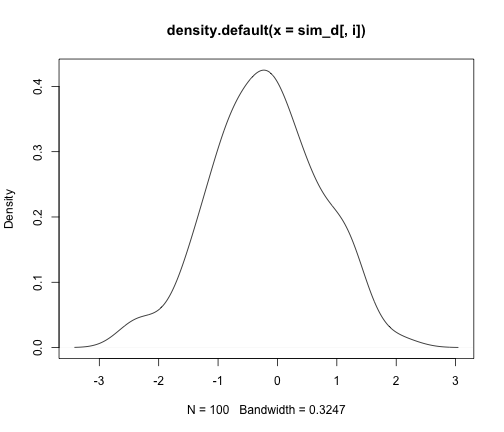 density.default(x = sim_d[, i])
Density
0.4
0.3
0.2
0.1
0.0
-3 -2 -1 0 1 2 3
N = 100 Bandwidth = 0.3247